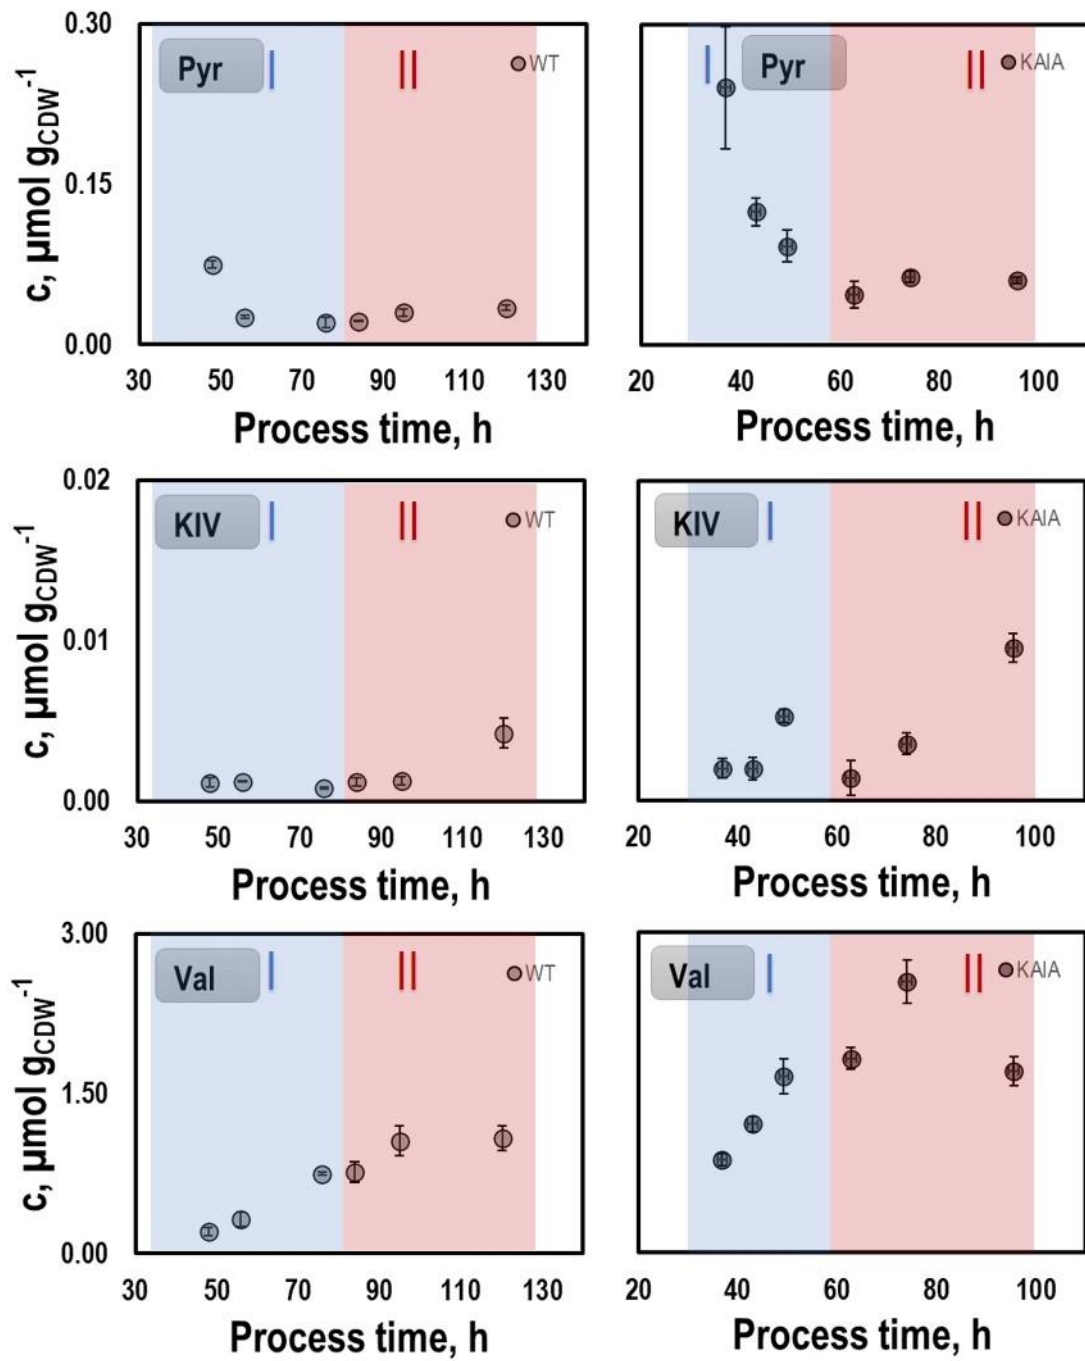 0.30
0.15
0.00
c, µmol gCDW⁻¹
Pyr I II WT
30 50 70 90 110 130
Process time, h
I Pyr II KAIA
20 40 60 80 100
Process time, h
0.02
0.01
0.00
c, µmol gCDW⁻¹
KIV I II WT
30 50 70 90 110 130
Process time, h
KIV I II KAIA
20 40 60 80 100
Process time, h
3.00
1.50
0.00
c, µmol gCDW⁻¹
Val I II WT
30 50 70 90 110 130
Process time, h
Val I II KAIA
20 40 60 80 100
Process time, h